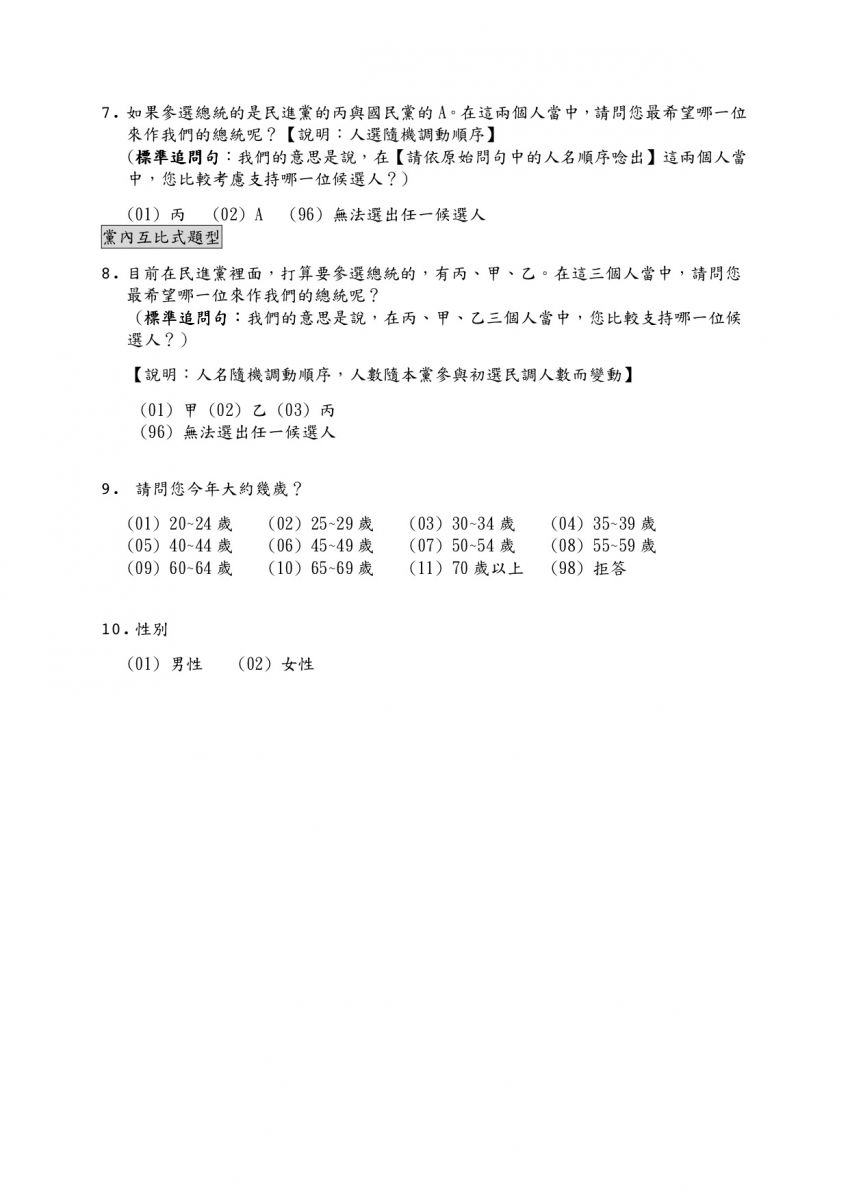 7. 如果參選總統的是民進黨的丙與國民黨的 A。在這兩個人當中，請問您最希望哪一位
來作我們的總統呢？【說明：人選隨機調動順序】
(標準追問句：我們的意思是說，在【請依原始問句中的人名順序唸出】這兩個人當
中，您比較考慮支持哪一位候選人？)
(01) 丙 (02) A (96) 無法選出任一候選人
黨內互比式題型
8. 目前在民進黨裡面，打算要參選總統的，有丙、甲、乙。在這三個人當中，請問您
最希望哪一位來作我們的總統呢？
（標準追問句：我們的意思是說，在丙、甲、乙三個人當中，您比較支持哪一位候
選人？)
【說明：人名隨機調動順序，人數隨本黨參與初選民調人數而變動】
(01) 甲 (02) 乙 (03) 丙
(96) 無法選出任一候選人
9. 請問您今年大約幾歲？
(01) 20~24 歲 (02) 25~29 歲 (03) 30~34 歲 (04) 35~39 歲
(05) 40~44 歲 (06) 45~49 歲 (07) 50~54 歲 (08) 55~59 歲
(09) 60~64 歲 (10) 65~69 歲 (11) 70 歲以上 (98) 拒答
10. 性別
(01) 男性 (02) 女性